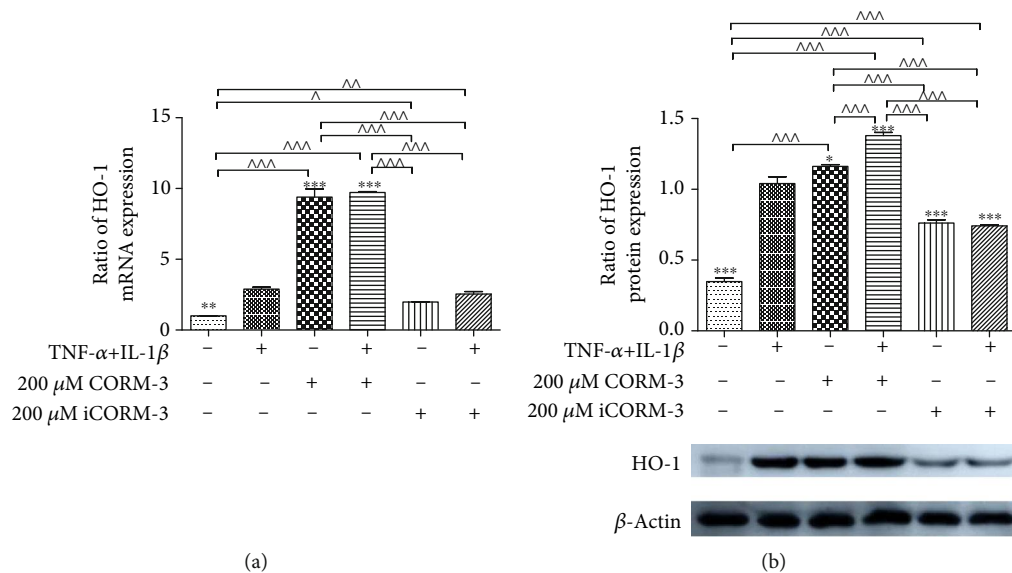 ^^
^
^^^
^^^
^^^
^^^
^^^
^^^
15
10
5
0
Ratio of HO-1
mRNA expression
** *** ***
TNF-α+IL-1β − + − + − +
200 μM CORM-3 − − + + − −
200 μM iCORM-3 − − − − + +
(a)
^^^
^^^
^^^
^^^
^^^
^^^
^^^ ^^^
^^^
1.5
1.0
0.5
0.0
Ratio of HO-1
protein expression
*** * *** *** ***
TNF-α+IL-1β − + − + − +
200 μM CORM-3 − − + + − −
200 μM iCORM-3 − − − − + +
HO-1
β-Actin
(b)